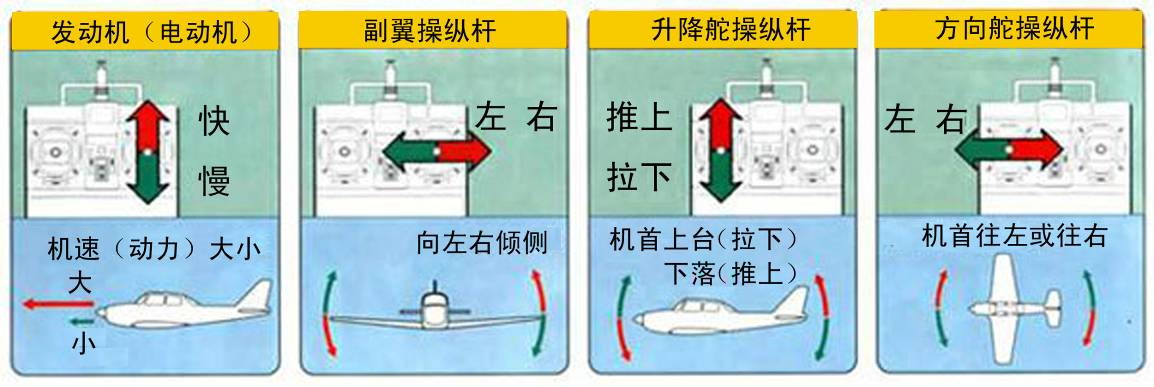 发动机（电动机）
快
慢
机速（动力）大小
大
小
副翼操纵杆
左 右
向左右倾侧
升降舵操纵杆
推上
拉下
机首上台（拉下）
下落（推上）
方向舵操纵杆
左 右
机首往左或往右